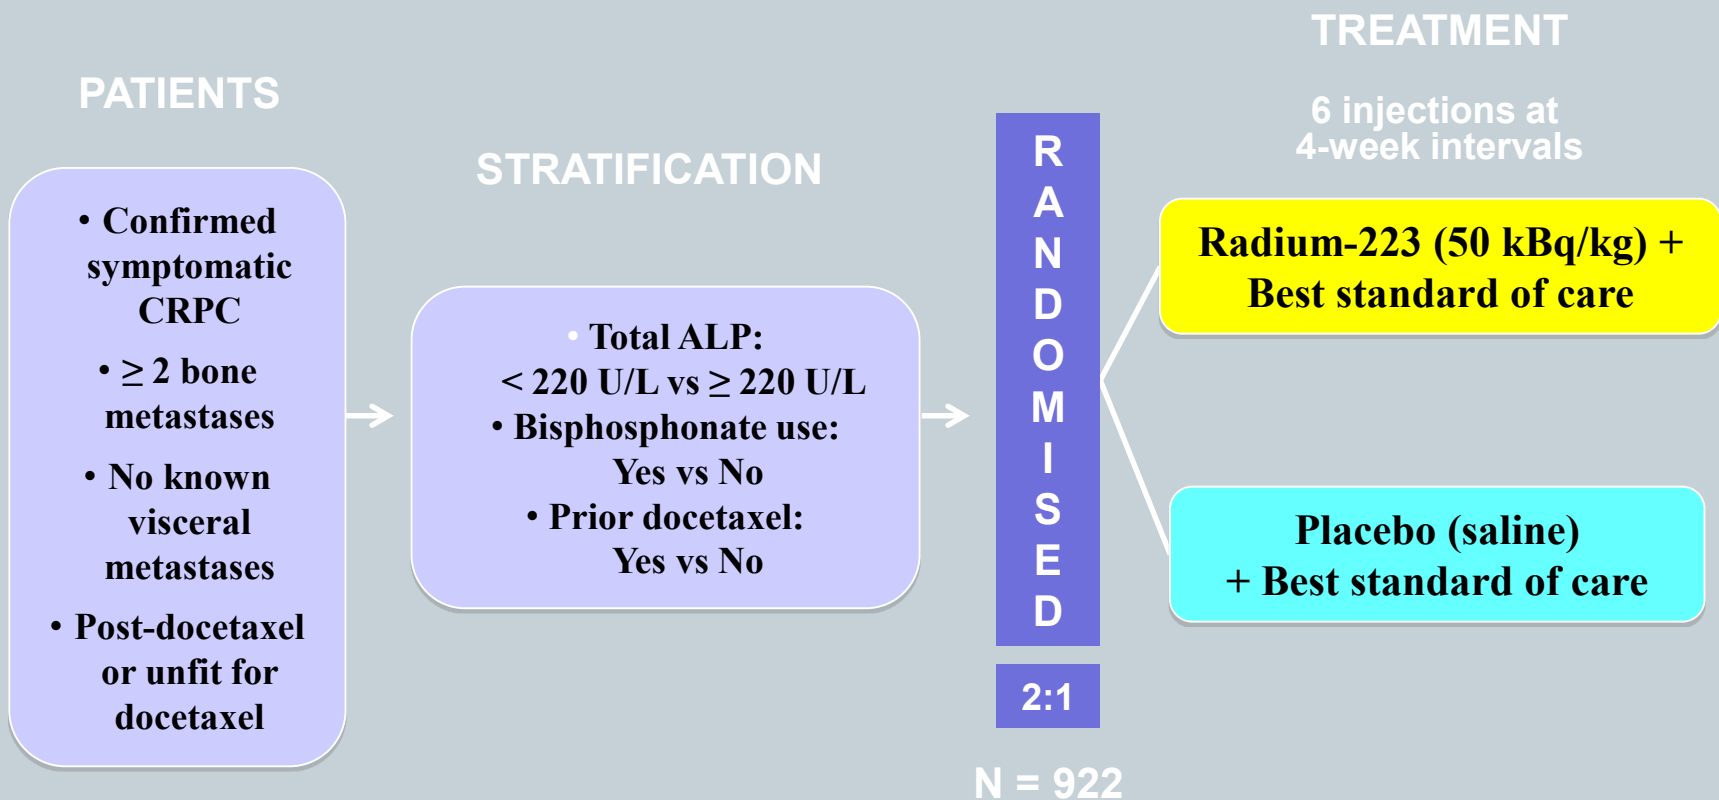 PATIENTS
• Confirmed
symptomatic
CRPC
• ≥ 2 bone
metastases
• No known
visceral
metastases
• Post-docetaxel
or unfit for
docetaxel
STRATIFICATION
• Total ALP:
< 220 U/L vs ≥ 220 U/L
• Bisphosphonate use:
Yes vs No
• Prior docetaxel:
Yes vs No
RANDOMISED
2:1
N = 922
TREATMENT
6 injections at
4-week intervals
Radium-223 (50 kBq/kg) +
Best standard of care
Placebo (saline)
+ Best standard of care